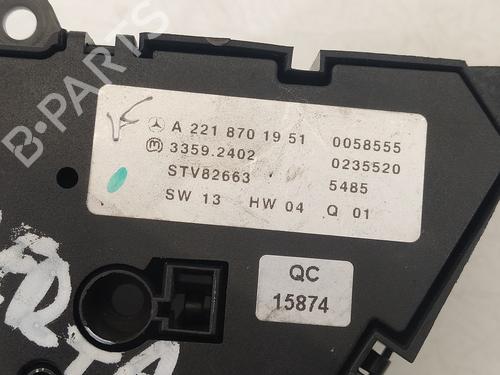 A 221 870 19 51 0058555
3359.2402 0235520
STV82663 5485
SW 13 HW 04 Q 01
QC
15874
B-Parts